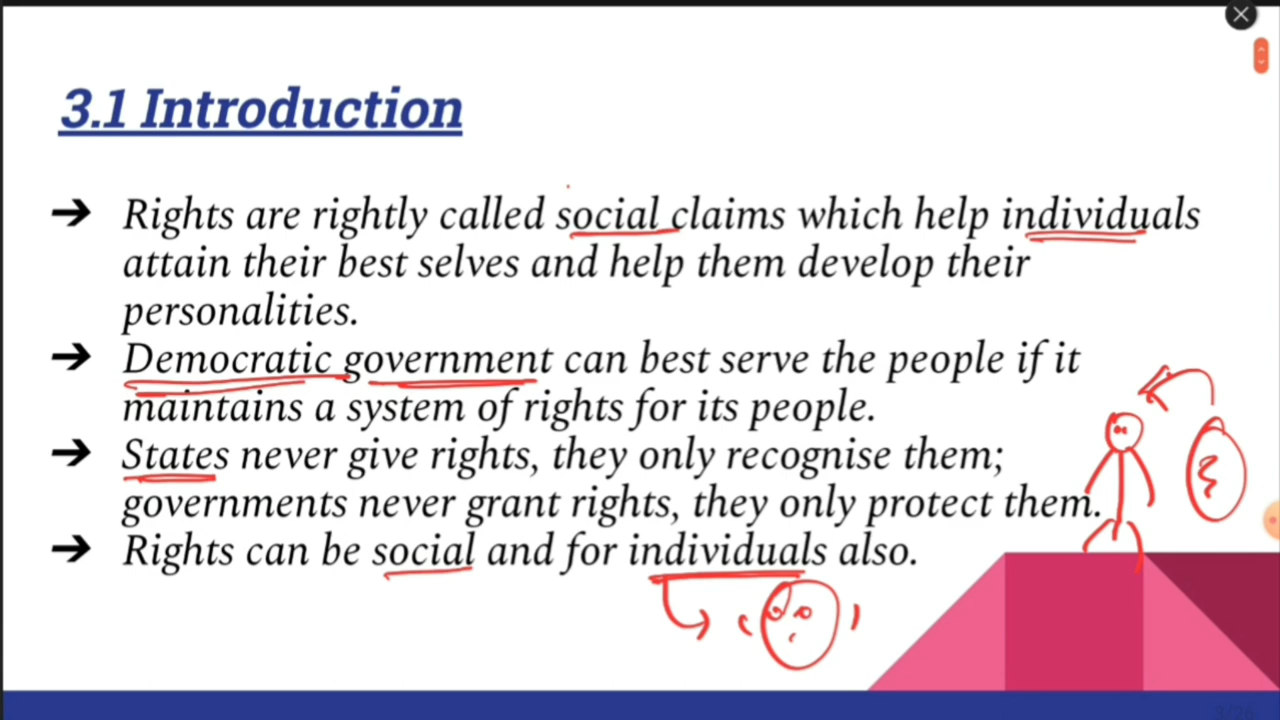 3.1 Introduction
➔ Rights are rightly called social claims which help individuals
attain their best selves and help them develop their
personalities.
➔ Democratic government can best serve the people if it
maintains a system of rights for its people.
➔ States never give rights, they only recognise them;
governments never grant rights, they only protect them.
➔ Rights can be social and for individuals also.